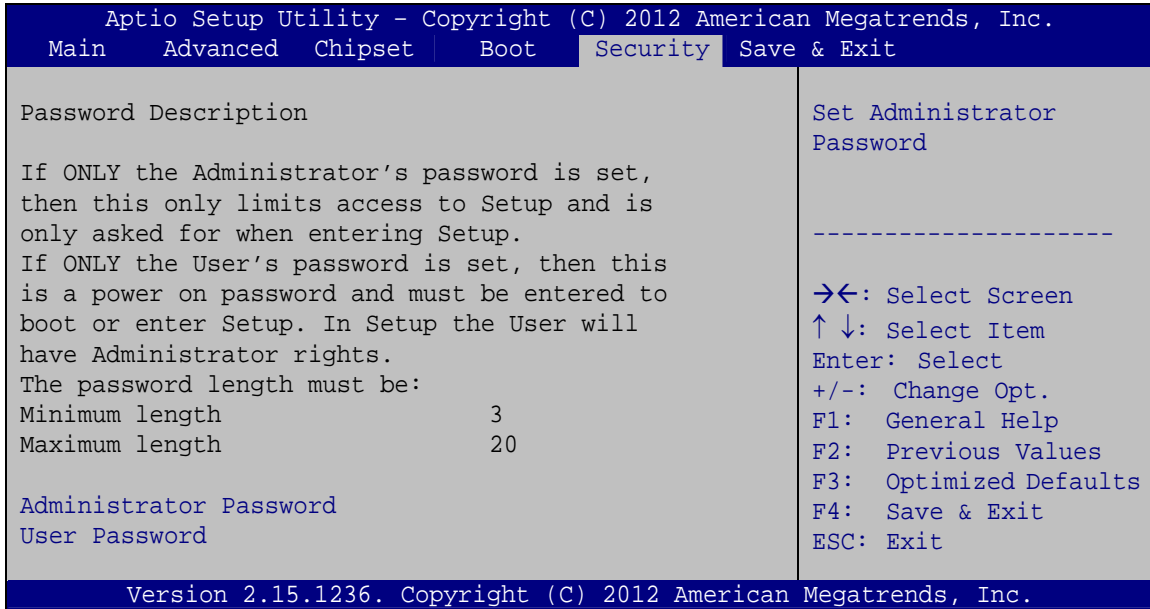 Aptio Setup Utility – Copyright (C) 2012 American Megatrends, Inc.
Main Advanced Chipset Boot Security Save & Exit
Password Description
If ONLY the Administrator’s password is set,
then this only limits access to Setup and is
only asked for when entering Setup.
If ONLY the User’s password is set, then this
is a power on password and must be entered to
boot or enter Setup. In Setup the User will
have Administrator rights.
The password length must be:
Minimum length 3
Maximum length 20
Administrator Password
User Password
Set Administrator
Password
---------------------
→←: Select Screen
↑ ↓: Select Item
Enter: Select
+/-: Change Opt.
F1: General Help
F2: Previous Values
F3: Optimized Defaults
F4: Save & Exit
ESC: Exit
Version 2.15.1236. Copyright (C) 2012 American Megatrends, Inc.